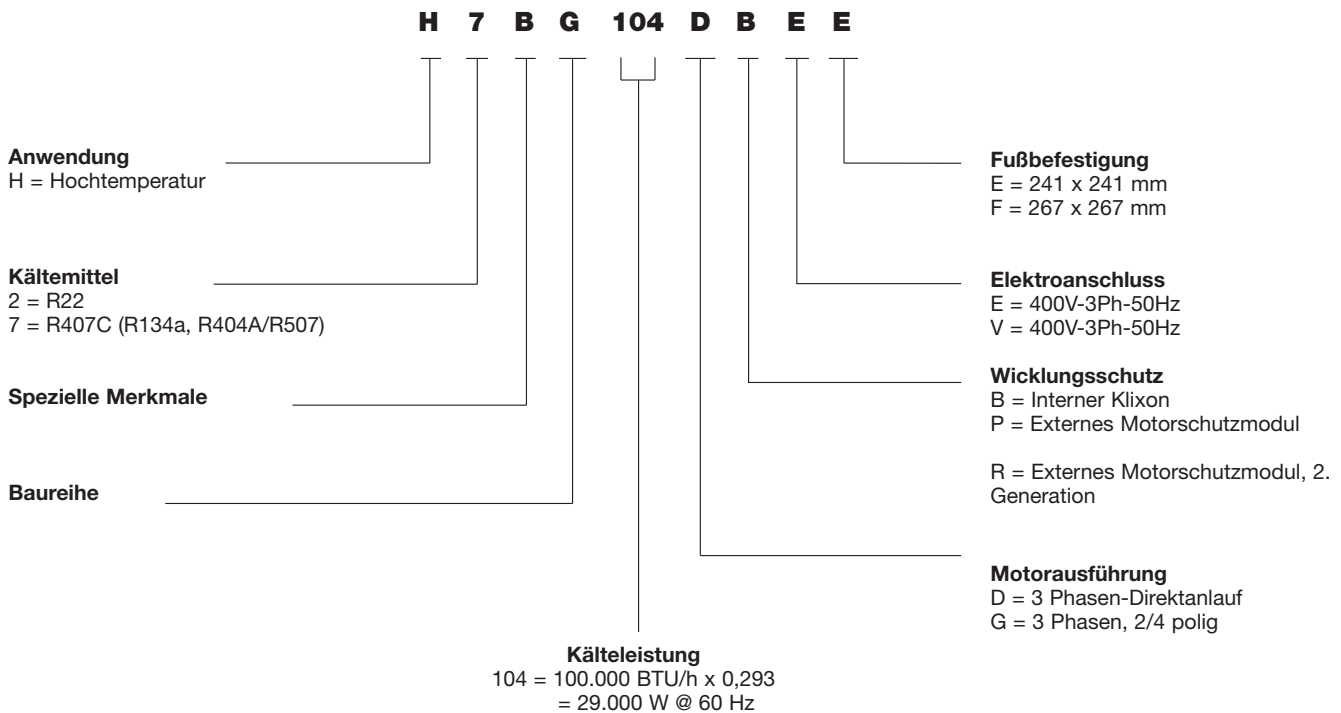 H 7 B G 104 D B E E
Anwendung
H = Hochtemperatur
Kältemittel
2 = R22
7 = R407C (R134a, R404A/R507)
Spezielle Merkmale
Baureihe
Fußbefestigung
E = 241 x 241 mm
F = 267 x 267 mm
Elektroanschluss
E = 400V-3Ph-50Hz
V = 400V-3Ph-50Hz
Wicklungsschutz
B = Interner Klixon
P = Externes Motorschutzmodul
R = Externes Motorschutzmodul, 2.
Generation
Motorausführung
D = 3 Phasen-Direktanlauf
G = 3 Phasen, 2/4 polig
Kälteleistung
104 = 100.000 BTU/h x 0,293
= 29.000 W @ 60 Hz